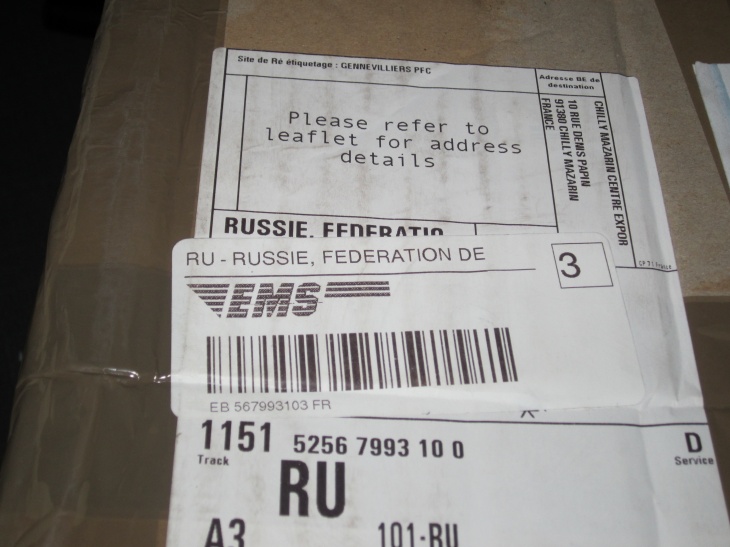 Site de Ré étiquetage : GENNEVILLIERS PFC
Adresse BE de
destination
Please refer to
leaflet for address
details
CHILLY MAZARIN CENTRE EXPOR
10 RUE DENIS PAPIN
91380 CHILLY MAZARIN
FRANCE
RUSSIE, FEDERATIO
RU - RUSSIE, FEDERATION DE
3
EMS
EB 567993103 FR
1151 5256 7993 10 0
Track
D
Service
RU
A3
101-RU